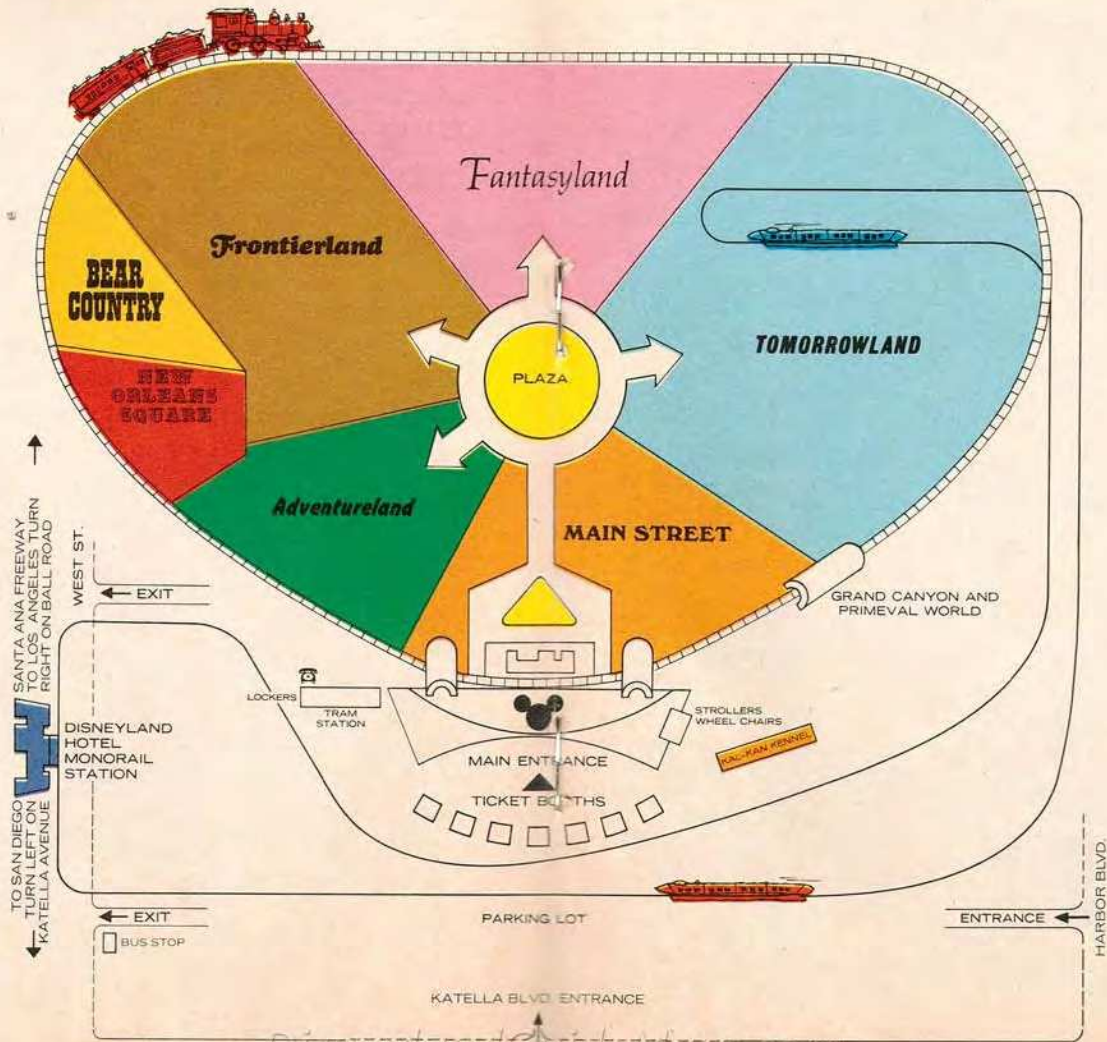 Fantasyland
Frontierland
BEAR
COUNTRY
TOMORROWLAND
PLAZA
NEW
ORLEANS
SQUARE
Adventureland
MAIN STREET
GRAND CANYON AND
PRIMEVAL WORLD
SANTA ANA FREEWAY
TO LOS ANGELES TURN
RIGHT ON BALL ROAD
WEST ST.
EXIT
LOCKERS
TRAM
STATION
STROLLERS
WHEEL CHAIRS
KAL-KAN KENNEL
DISNEYLAND
HOTEL
MONORAIL
STATION
MAIN ENTRANCE
TICKET BOOTHS
TO SAN DIEGO
TURN LEFT ON
KATELLA AVENUE
EXIT
BUS STOP
PARKING LOT
ENTRANCE
HARBOR BLVD.
KATELLA BLVD. ENTRANCE